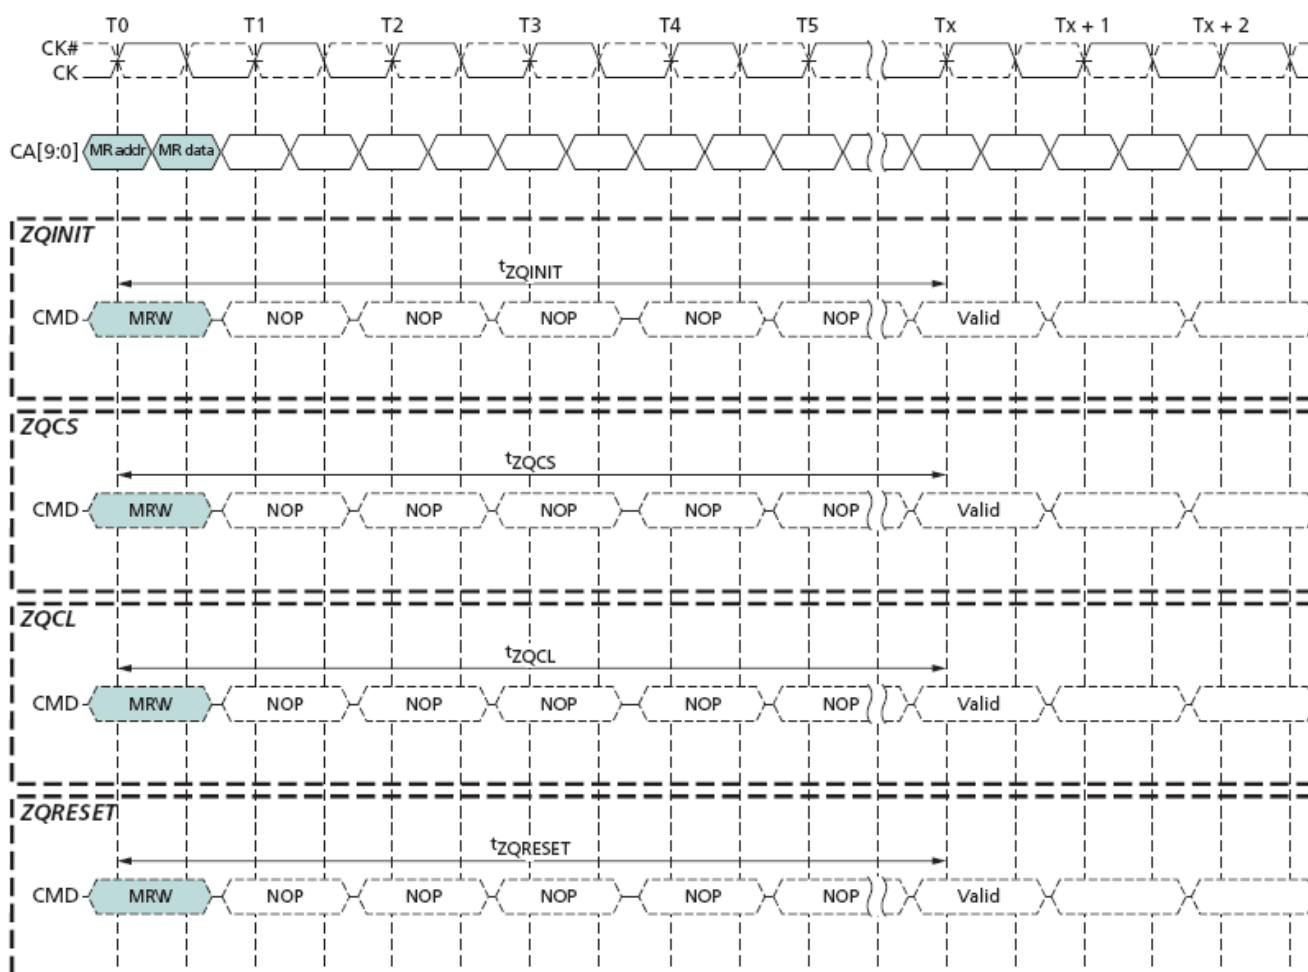 T0 T1 T2 T3 T4 T5 Tx Tx + 1 Tx + 2
CK#
CK
CA[9:0] MR addr MR data
ZQINIT
tZQINIT
CMD MRW NOP NOP NOP NOP NOP Valid
ZQCS
tZQCS
CMD MRW NOP NOP NOP NOP NOP Valid
ZQCL
tZQCL
CMD MRW NOP NOP NOP NOP NOP Valid
ZQRESET
tZQRESET
CMD MRW NOP NOP NOP NOP NOP Valid